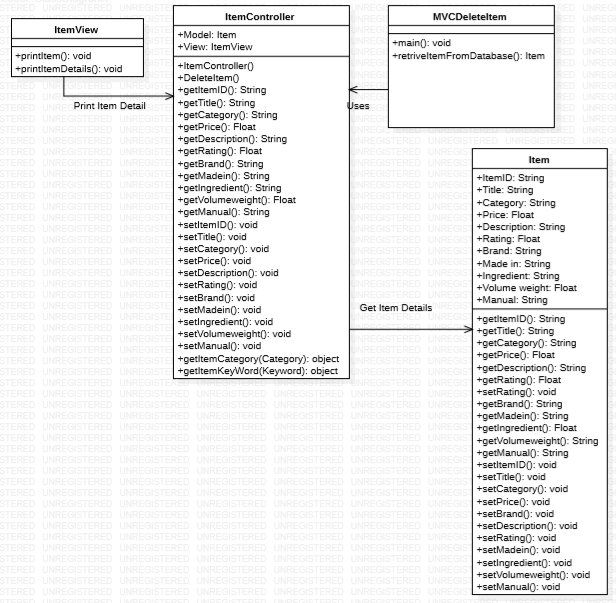 ItemView
+printItem(): void
+printItemDetails(): void
Print Item Detail
ItemController
+Model: Item
+View: ItemView
+ItemController()
+DeleteItem()
+getItemID(): String
+getTitle(): String
+getCategory(): String
+getPrice(): Float
+getDescription(): String
+getRating(): Float
+getBrand(): String
+getMadein(): String
+getIngredient(): String
+getVolumeweight(): Float
+getManual(): String
+setItemID(): void
+setTitle(): void
+setCategory(): void
+setPrice(): void
+setDescription(): void
+setRating(): void
+setBrand(): void
+setMadein(): void
+setIngredient(): void
+setVolumeweight(): void
+setManual(): void
+getItemCategory(Category): object
+getItemKeyWord(Keyword): object
Uses
MVCDeleteItem
+main(): void
+retriveItemFromDatabase(): Item
Get Item Details
Item
+ItemID: String
+Title: String
+Category: String
+Price: Float
+Description: String
+Rating: Float
+Brand: String
+Made in: String
+Ingredient: String
+Volume weight: Float
+Manual: String
+getItemID(): String
+getTitle(): String
+getCategory(): String
+getPrice(): Float
+getDescription(): String
+getRating(): Float
+setRating(): void
+getBrand(): String
+getMadein(): String
+getIngredient(): Float
+getVolumeweight(): String
+getManual(): String
+setItemID(): void
+setTitle(): void
+setCategory(): void
+setPrice(): void
+setBrand(): void
+setDescription(): void
+setRating(): void
+setMadein(): void
+setIngredient(): void
+setVolumeweight(): void
+setManual(): void
UNREGISTERED